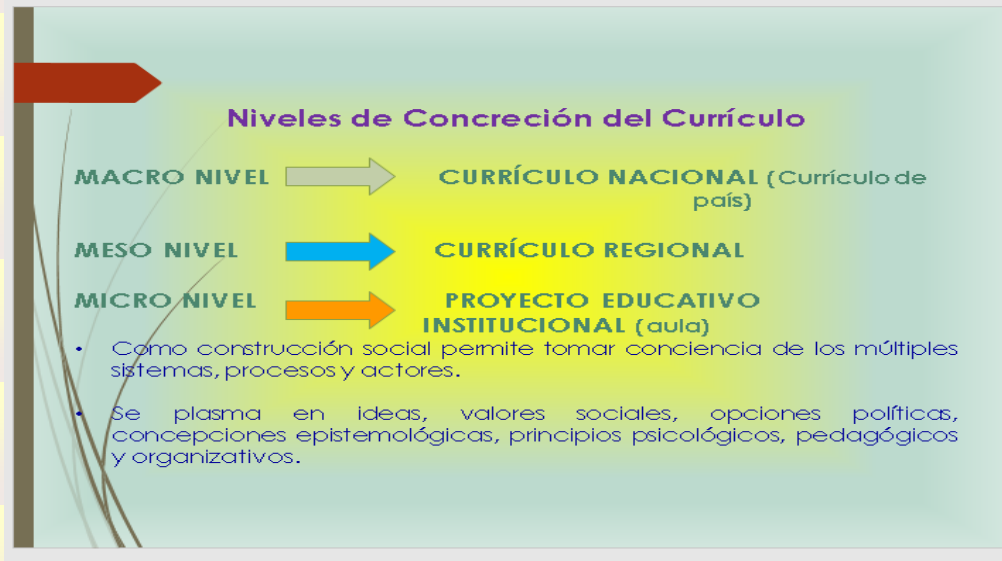 Niveles de Concreción del Currículo
MACRO NIVEL CURRÍCULO NACIONAL (Currículo de
país)
MESO NIVEL CURRÍCULO REGIONAL
MICRO NIVEL PROYECTO EDUCATIVO
INSTITUCIONAL (aula)
• Como construcción social permite tomar conciencia de los múltiples
sistemas, procesos y actores.
• Se plasma en ideas, valores sociales, opciones políticas,
concepciones epistemológicas, principios psicológicos, pedagógicos
y organizativos.